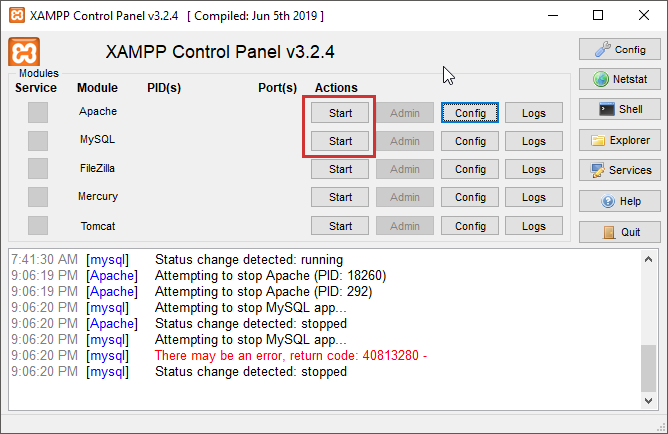 XAMPP Control Panel v3.2.4 [ Compiled: Jun 5th 2019 ]
XAMPP Control Panel v3.2.4
Config
Modules
Service Module PID(s) Port(s) Actions
Netstat
Apache Start Admin Config Logs
Shell
MySQL Start Admin Config Logs
Explorer
FileZilla Start Admin Config Logs
Services
Mercury Start Admin Config Logs
Help
Tomcat Start Admin Config Logs
Quit
7:41:30 AM [mysql] Status change detected: running
9:06:19 PM [Apache] Attempting to stop Apache (PID: 18260)
9:06:19 PM [Apache] Attempting to stop Apache (PID: 292)
9:06:20 PM [mysql] Attempting to stop MySQL app...
9:06:20 PM [Apache] Status change detected: stopped
9:06:20 PM [mysql] Attempting to stop MySQL app...
9:06:20 PM [mysql] There may be an error, return code: 40813280 -
9:06:20 PM [mysql] Status change detected: stopped